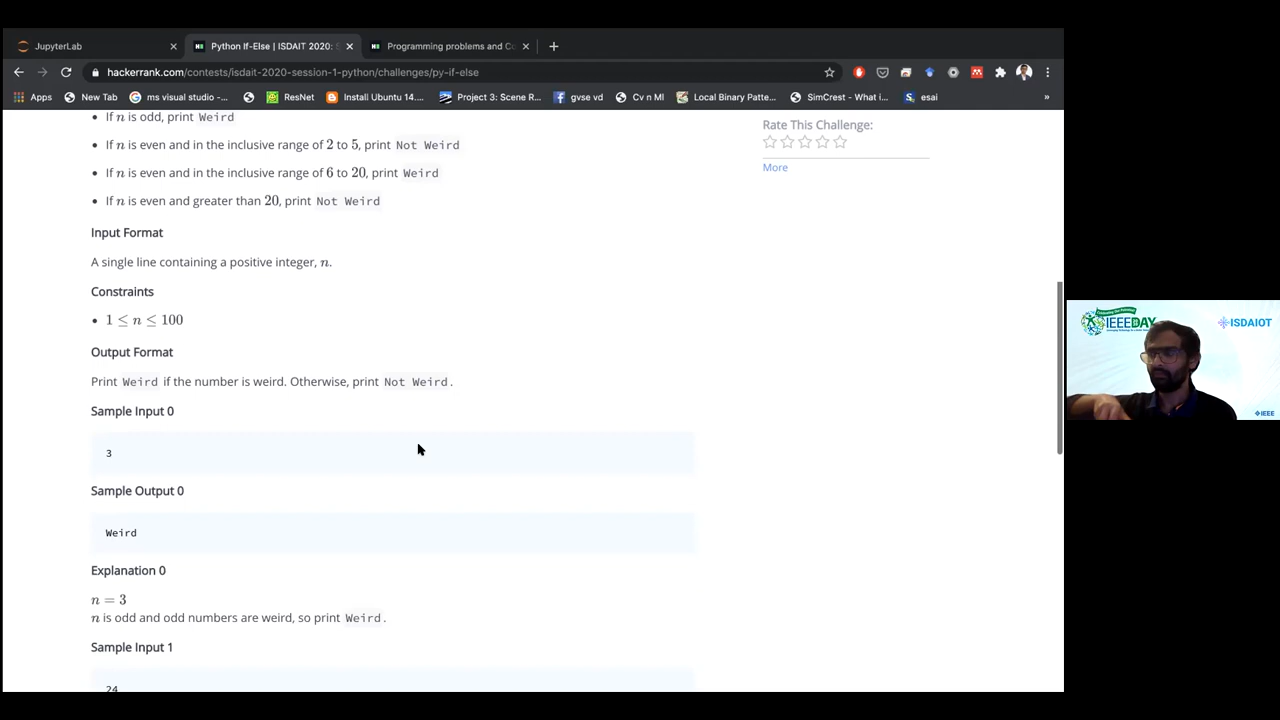 JupyterLab
Python If-Else | ISDAIT 2020: S
Programming problems and Co
hackerrank.com/contests/isdait-2020-session-1-python/challenges/py-if-else
Apps New Tab ms visual studio -... ResNet Install Ubuntu 14.... Project 3: Scene R... gvse vd Cv n Ml Local Binary Patte... SimCrest - What i... esai »
• If n is odd, print Weird
• If n is even and in the inclusive range of 2 to 5, print Not Weird
• If n is even and in the inclusive range of 6 to 20, print Weird
• If n is even and greater than 20, print Not Weird
Input Format
A single line containing a positive integer, n.
Constraints
• 1 ≤ n ≤ 100
Output Format
Print Weird if the number is weird. Otherwise, print Not Weird.
Sample Input 0
3
Sample Output 0
Weird
Explanation 0
n = 3
n is odd and odd numbers are weird, so print Weird.
Sample Input 1
24
Rate This Challenge:
More
IEEEDAY
ISDAIOT
IEEE